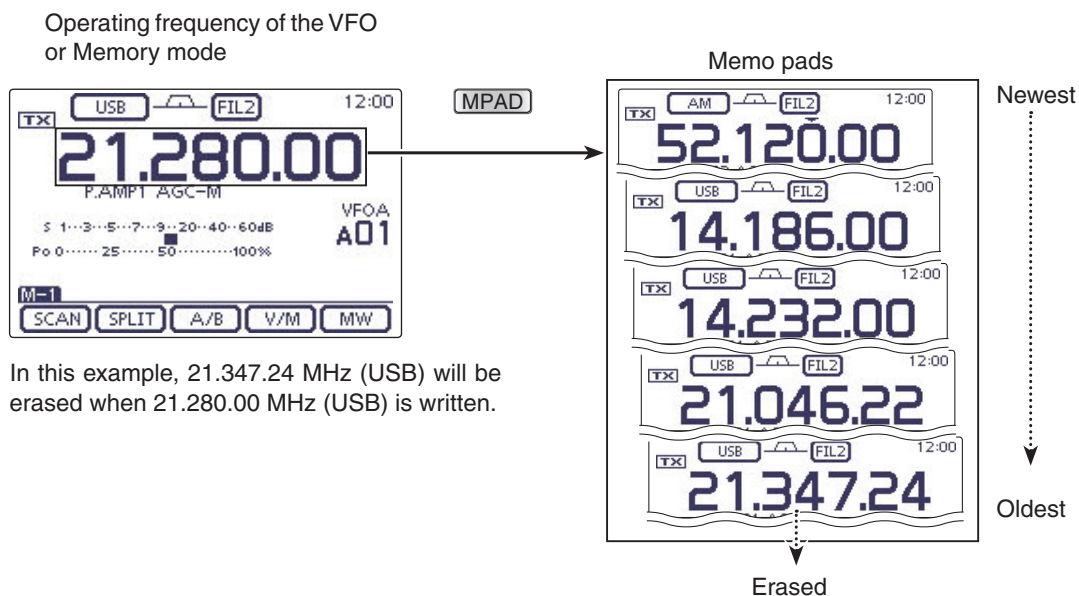 Operating frequency of the VFO
or Memory mode
USB FIL2 12:00
TX
21.280.00
P.AMP1 AGC-M
VFOA
A01
S 1···3···5···7···9··20··40··60dB
Po 0······ 25······· 50···········100%
M-1
SCAN SPLIT A/B V/M MW
In this example, 21.347.24 MHz (USB) will be
erased when 21.280.00 MHz (USB) is written.
MPAD
Memo pads
AM FIL2 12:00
TX
52.120.00
USB FIL2 12:00
TX
14.186.00
USB FIL2 12:00
TX
14.232.00
USB FIL2 12:00
TX
21.046.22
USB FIL2 12:00
TX
21.347.24
Newest
Oldest
Erased